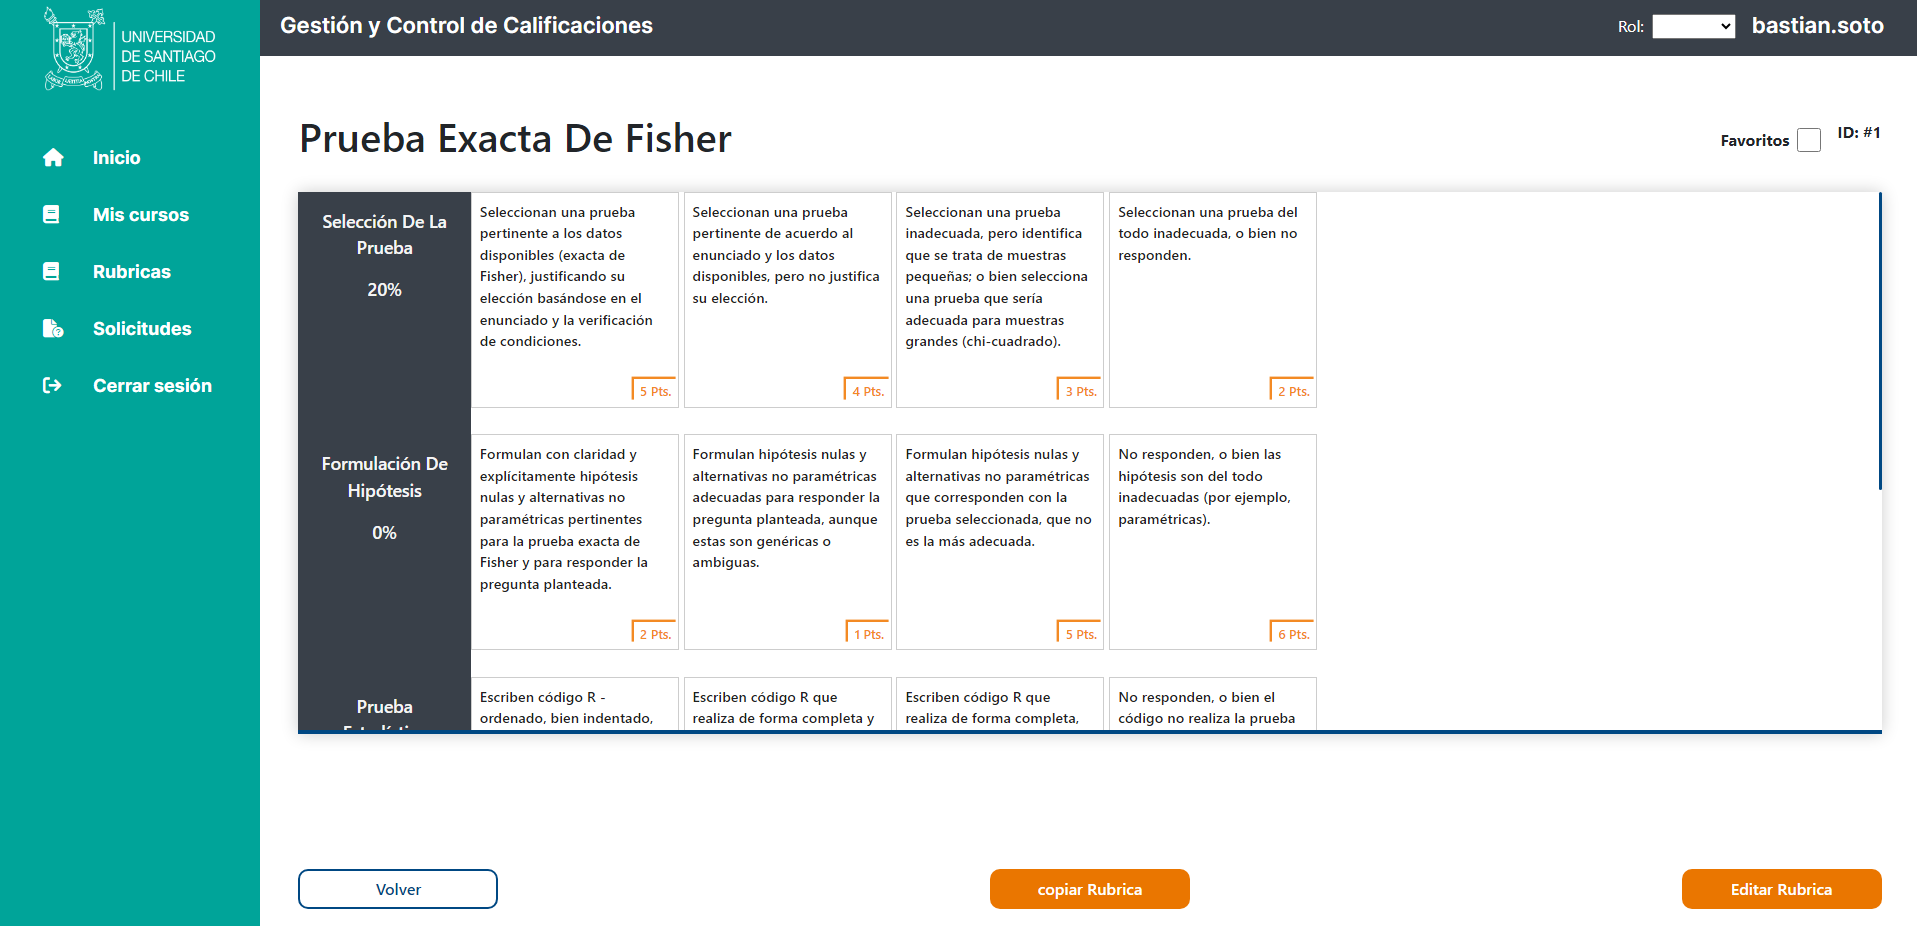 UNIVERSIDAD
DE SANTIAGO
DE CHILE
Inicio
Mis cursos
Rubricas
Solicitudes
Cerrar sesión
Gestión y Control de Calificaciones
Rol:
bastian.soto
Prueba Exacta De Fisher
Favoritos
ID: #1
Selección De La
Prueba
20%
Seleccionan una prueba
pertinente a los datos
disponibles (exacta de
Fisher), justificando su
elección basándose en el
enunciado y la verificación
de condiciones.
5 Pts.
Seleccionan una prueba
pertinente de acuerdo al
enunciado y los datos
disponibles, pero no justifica
su elección.
4 Pts.
Seleccionan una prueba
inadecuada, pero identifica
que se trata de muestras
pequeñas; o bien selecciona
una prueba que sería
adecuada para muestras
grandes (chi-cuadrado).
3 Pts.
Seleccionan una prueba del
todo inadecuada, o bien no
responden.
2 Pts.
Formulación De
Hipótesis
0%
Formulan con claridad y
explícitamente hipótesis
nulas y alternativas no
paramétricas pertinentes
para la prueba exacta de
Fisher y para responder la
pregunta planteada.
2 Pts.
Formulan hipótesis nulas y
alternativas no paramétricas
adecuadas para responder la
pregunta planteada, aunque
estas son genéricas o
ambiguas.
1 Pts.
Formulan hipótesis nulas y
alternativas no paramétricas
que corresponden con la
prueba seleccionada, que no
es la más adecuada.
5 Pts.
No responden, o bien las
hipótesis son del todo
inadecuadas (por ejemplo,
paramétricas).
6 Pts.
Prueba
Escriben código R -
ordenado, bien indentado,
Escriben código R que
realiza de forma completa y
Escriben código R que
realiza de forma completa,
No responden, o bien el
código no realiza la prueba
Volver
copiar Rubrica
Editar Rubrica